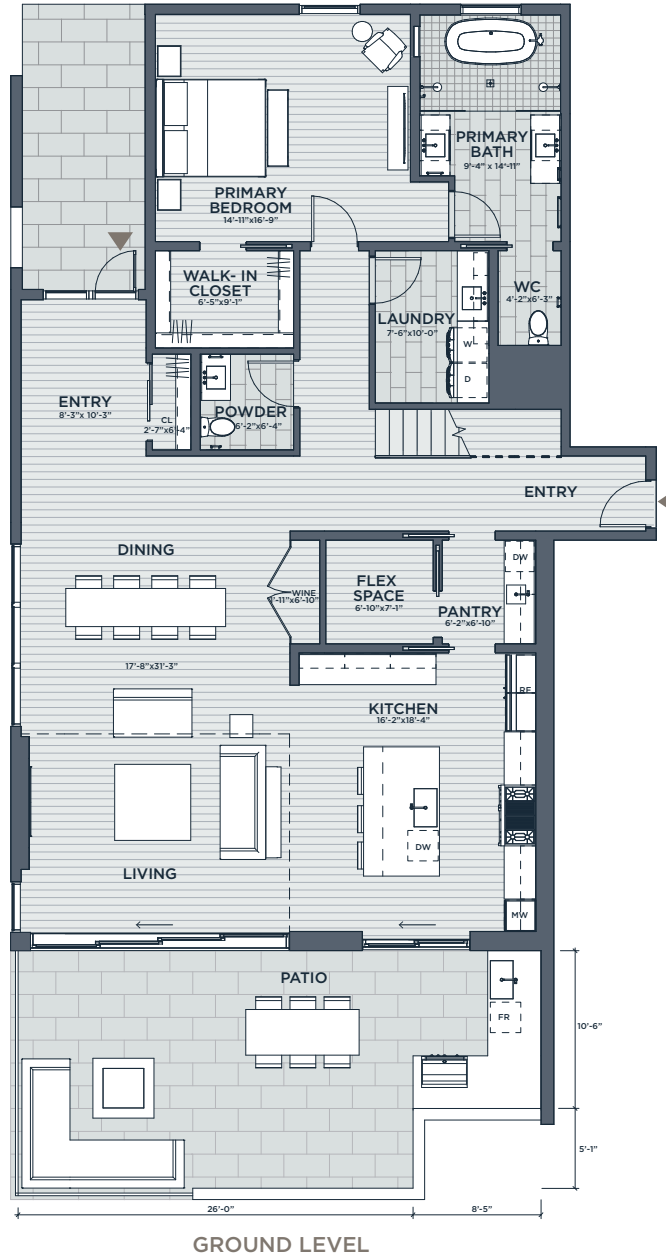 PRIMARY
BATH
9'-4" x 14'-11"
PRIMARY
BEDROOM
14'-11"x16'-9"
WALK- IN
CLOSET
6'-5"x9'-1"
WC
4'-2"x6'-3"
LAUNDRY
7'-6"x10'-0"
W
D
ENTRY
8'-3"x 10'-3"
CL
2'-7"x6'-4"
POWDER
6'-2"x6'-4"
ENTRY
DINING
DW
FLEX
SPACE
6'-10"x7'-1"
WINE
PANTRY
6'-2"x6'-10"
17'-8"x31'-3"
RF
KITCHEN
16'-2"x18'-4"
DW
LIVING
MW
PATIO
FR
10'-6"
5'-1"
26'-0"
8'-5"
GROUND LEVEL